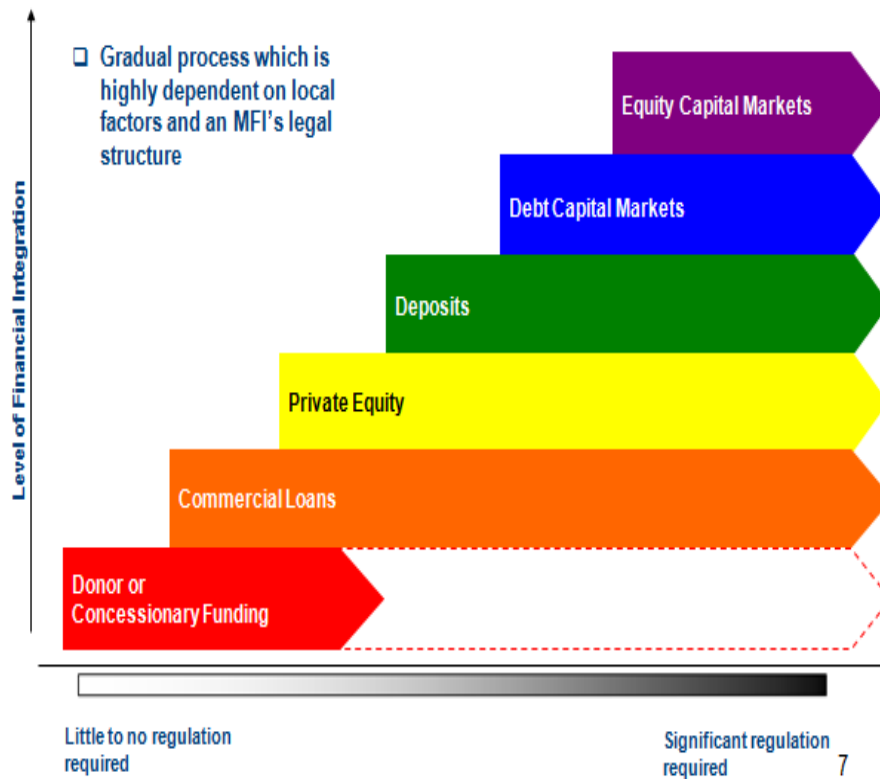 Level of Financial Integration
❑ Gradual process which is
highly dependent on local
factors and an MFI's legal
structure
Equity Capital Markets
Debt Capital Markets
Deposits
Private Equity
Commercial Loans
Donor or
Concessionary Funding
Little to no regulation
required
Significant regulation
required
7